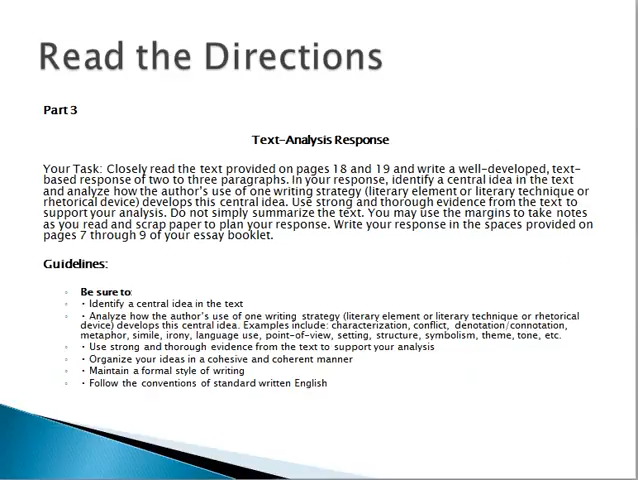 Read the Directions
Part 3
Text-Analysis Response
Your Task: Closely read the text provided on pages 18 and 19 and write a well-developed, text-
based response of two to three paragraphs. In your response, identify a central idea in the text
and analyze how the author's use of one writing strategy (literary element or literary technique or
rhetorical device) develops this central idea. Use strong and thorough evidence from the text to
support your analysis. Do not simply summarize the text. You may use the margins to take notes
as you read and scrap paper to plan your response. Write your response in the spaces provided on
pages 7 through 9 of your essay booklet.
Guidelines:
Be sure to:
• Identify a central idea in the text
• Analyze how the author's use of one writing strategy (literary element or literary technique or rhetorical
device) develops this central idea. Examples include: characterization, conflict, denotation/connotation,
metaphor, simile, irony, language use, point-of-view, setting, structure, symbolism, theme, tone, etc.
• Use strong and thorough evidence from the text to support your analysis
• Organize your ideas in a cohesive and coherent manner
• Maintain a formal style of writing
• Follow the conventions of standard written English